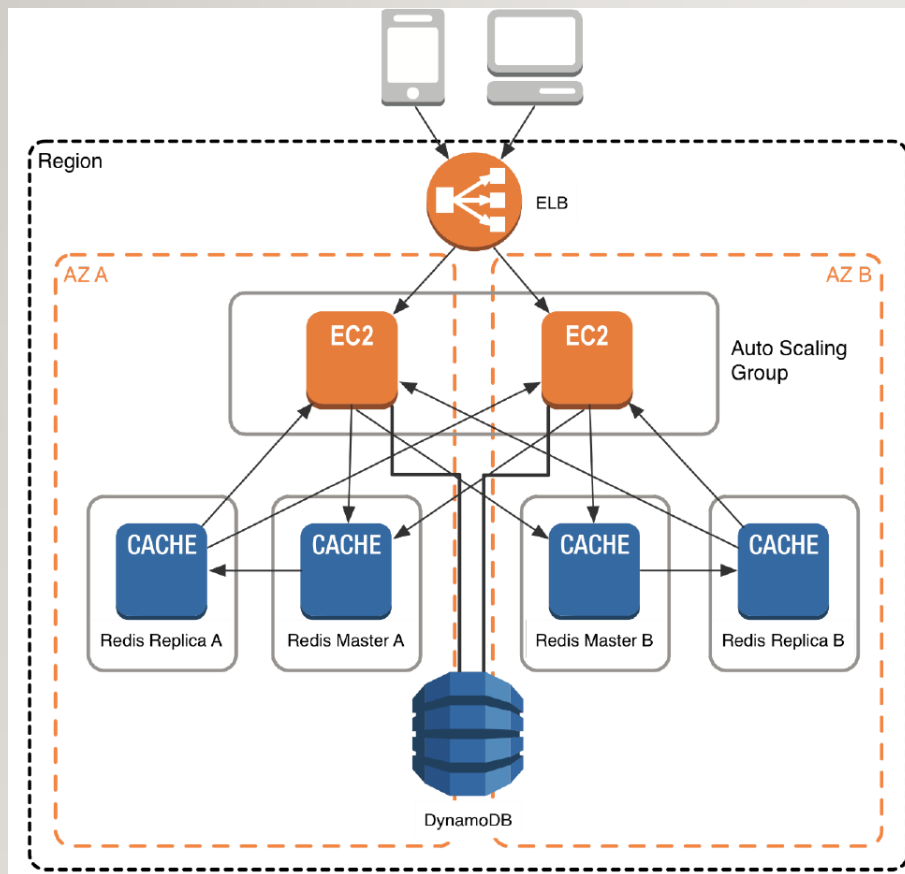 Region
ELB
AZ A
AZ B
EC2
EC2
Auto Scaling
Group
CACHE
CACHE
CACHE
CACHE
Redis Replica A
Redis Master A
Redis Master B
Redis Replica B
DynamoDB